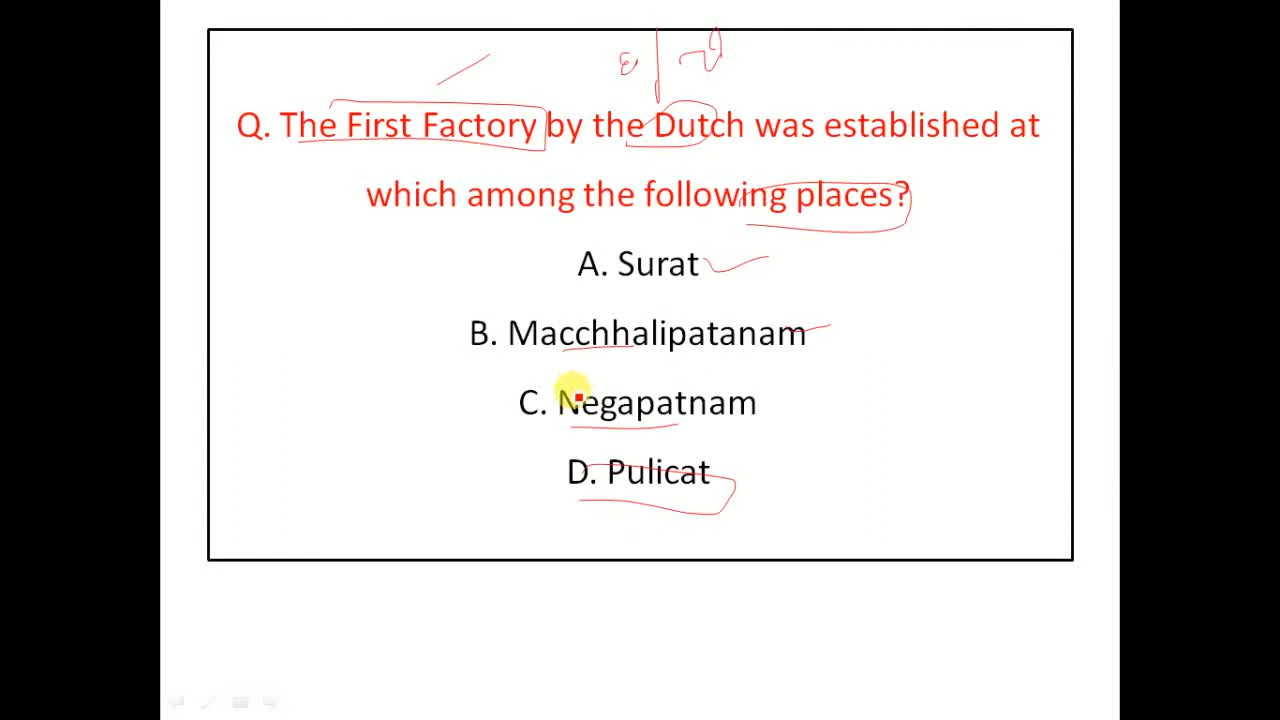 Q. The First Factory by the Dutch was established at
which among the following places?
A. Surat
B. Macchhalipatanam
C. Negapatnam
D. Pulicat